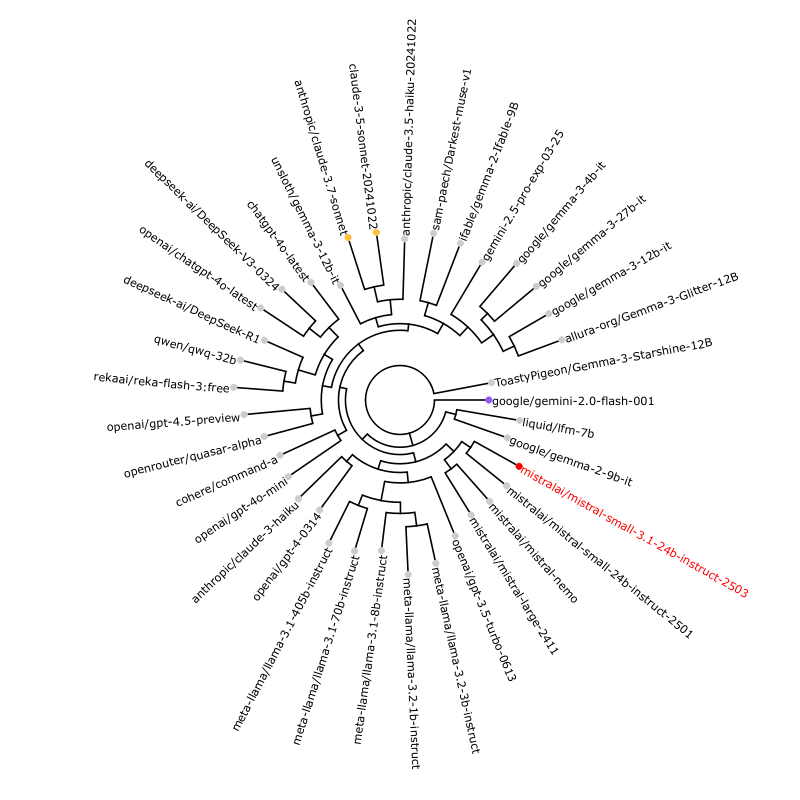 anthropic/claude-3.5-haiku-20241022
sam-paech/Darkest-muse-v1
ifable/gemma-2-Ifable-9B
gemini-2.5-pro-exp-03-25
google/gemma-3-4b-it
google/gemma-3-27b-it
google/gemma-3-12b-it
allura-org/Gemma-3-Glitter-12B
ToastyPigeon/Gemma-3-Starshine-12B
google/gemini-2.0-flash-001
liquid/lfm-7b
google/gemma-2-9b-it
mistralai/mistral-small-3.1-24b-instruct-2503
mistralai/mistral-small-24b-instruct-2501
mistralai/mistral-nemo
mistralai/mistral-large-2411
openai/gpt-3.5-turbo-0613
meta-llama/llama-3.2-3b-instruct
meta-llama/llama-3.2-1b-instruct
meta-llama/llama-3.1-8b-instruct
meta-llama/llama-3.1-70b-instruct
meta-llama/llama-3.1-405b-instruct
openai/gpt-4-0314
anthropic/claude-3-haiku
openai/gpt-4o-mini
cohere/command-a
openrouter/quasar-alpha
openai/gpt-4.5-preview
rekaai/reka-flash-3:free
qwen/qwq-32b
deepseek-ai/DeepSeek-R1
openai/chatgpt-4o-latest
deepseek-ai/DeepSeek-V3-0324
chatgpt-4o-latest
unsloth/gemma-3-12b-it
anthropic/claude-3.7-sonnet
claude-3-5-sonnet-20241022